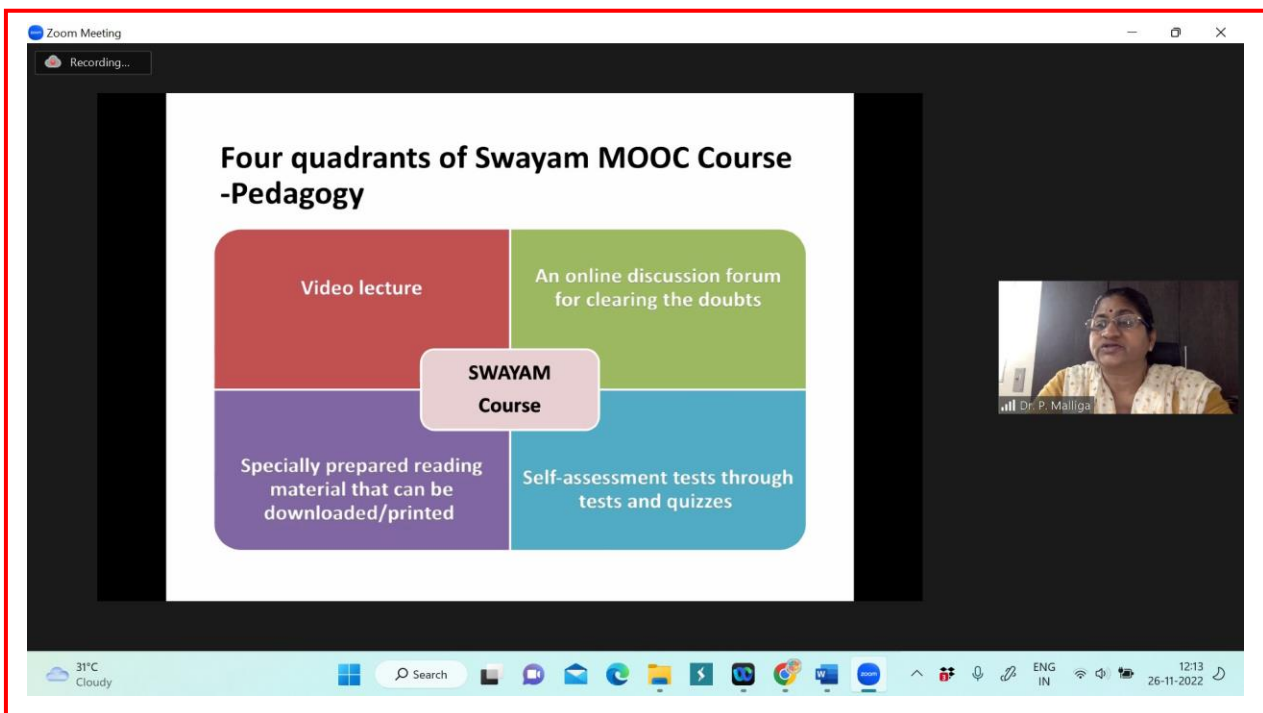 Zoom Meeting
Recording...
Four quadrants of Swayam MOOC Course
-Pedagogy
Video lecture
An online discussion forum
for clearing the doubts
SWAYAM
Course
Specially prepared reading
material that can be
downloaded/printed
Self-assessment tests through
tests and quizzes
Dr. P. Malliga
31°C
Cloudy
Search
zoom
ENG
IN
12:13
26-11-2022